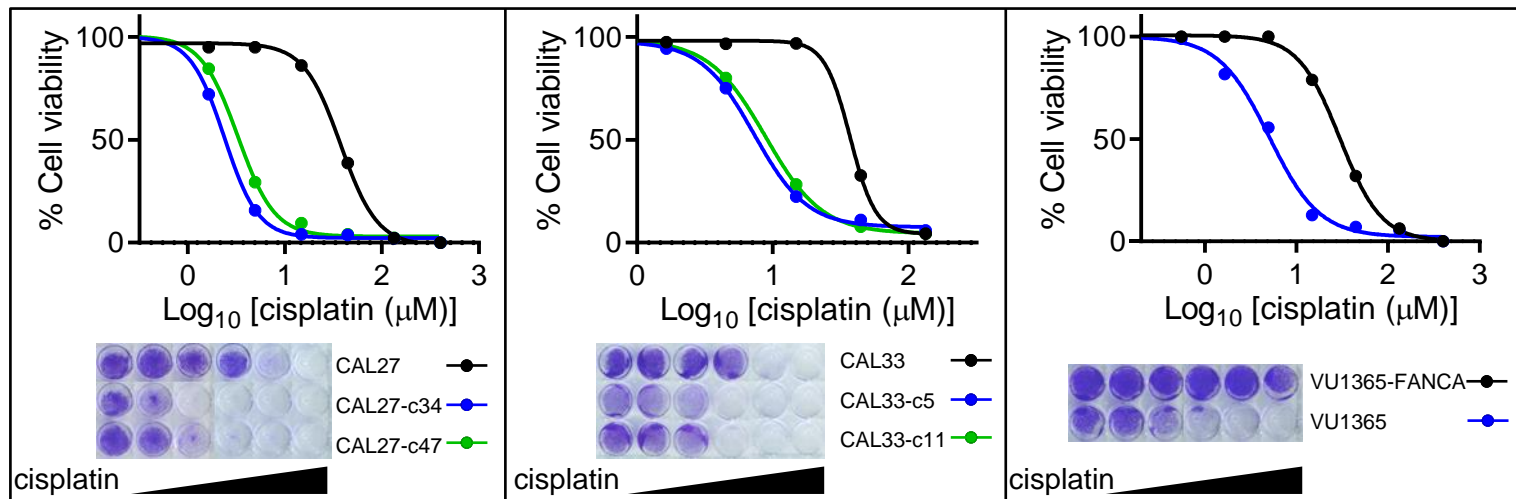 % Cell viability
100
50
0
0 1 2 3
Log10 [cisplatin (μM)]
CAL27
CAL27-c34
CAL27-c47
cisplatin
% Cell viability
100
50
0
0 1 2
Log10 [cisplatin (μM)]
CAL33
CAL33-c5
CAL33-c11
cisplatin
% Cell viability
100
50
0
0 1 2 3
Log10 [cisplatin (μM)]
VU1365-FANCA
VU1365
cisplatin